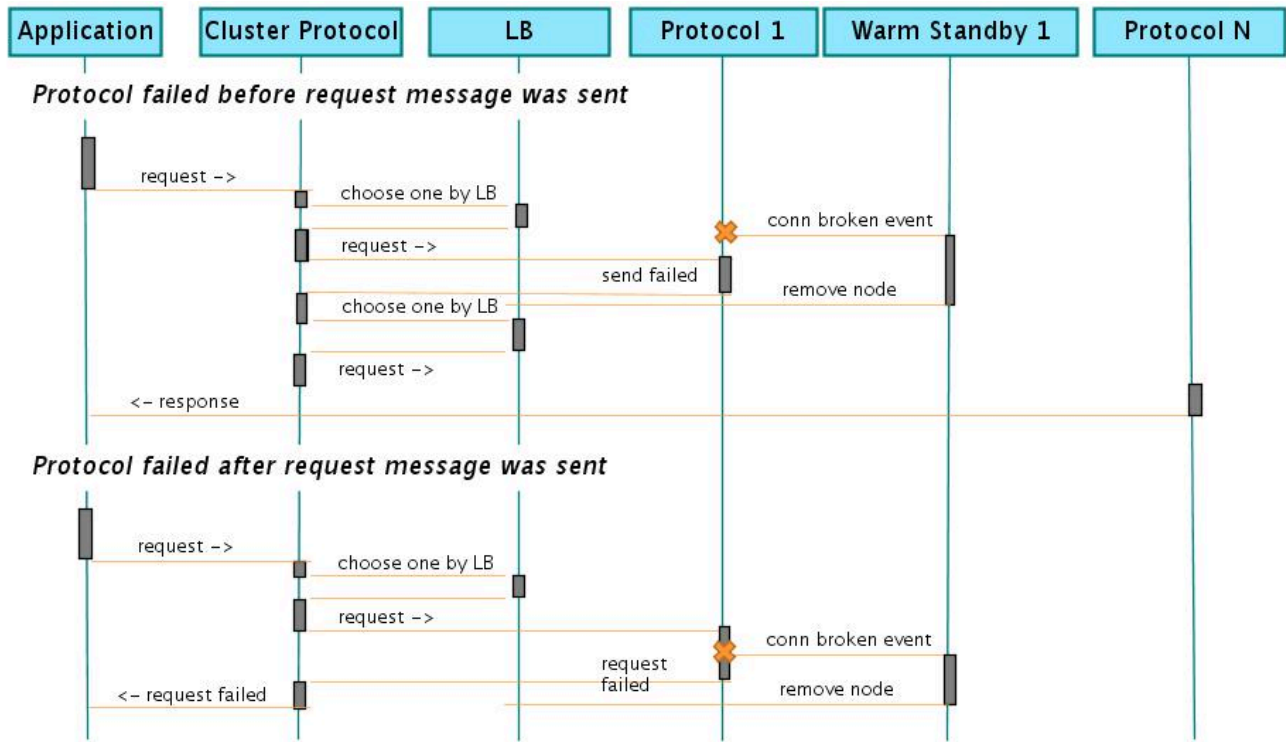 Application
Cluster Protocol
LB
Protocol 1
Warm Standby 1
Protocol N
Protocol failed before request message was sent
request –>
choose one by LB
conn broken event
request –>
send failed
remove node
choose one by LB
request –>
<– response
Protocol failed after request message was sent
request –>
choose one by LB
request –>
conn broken event
request
failed
remove node
<– request failed